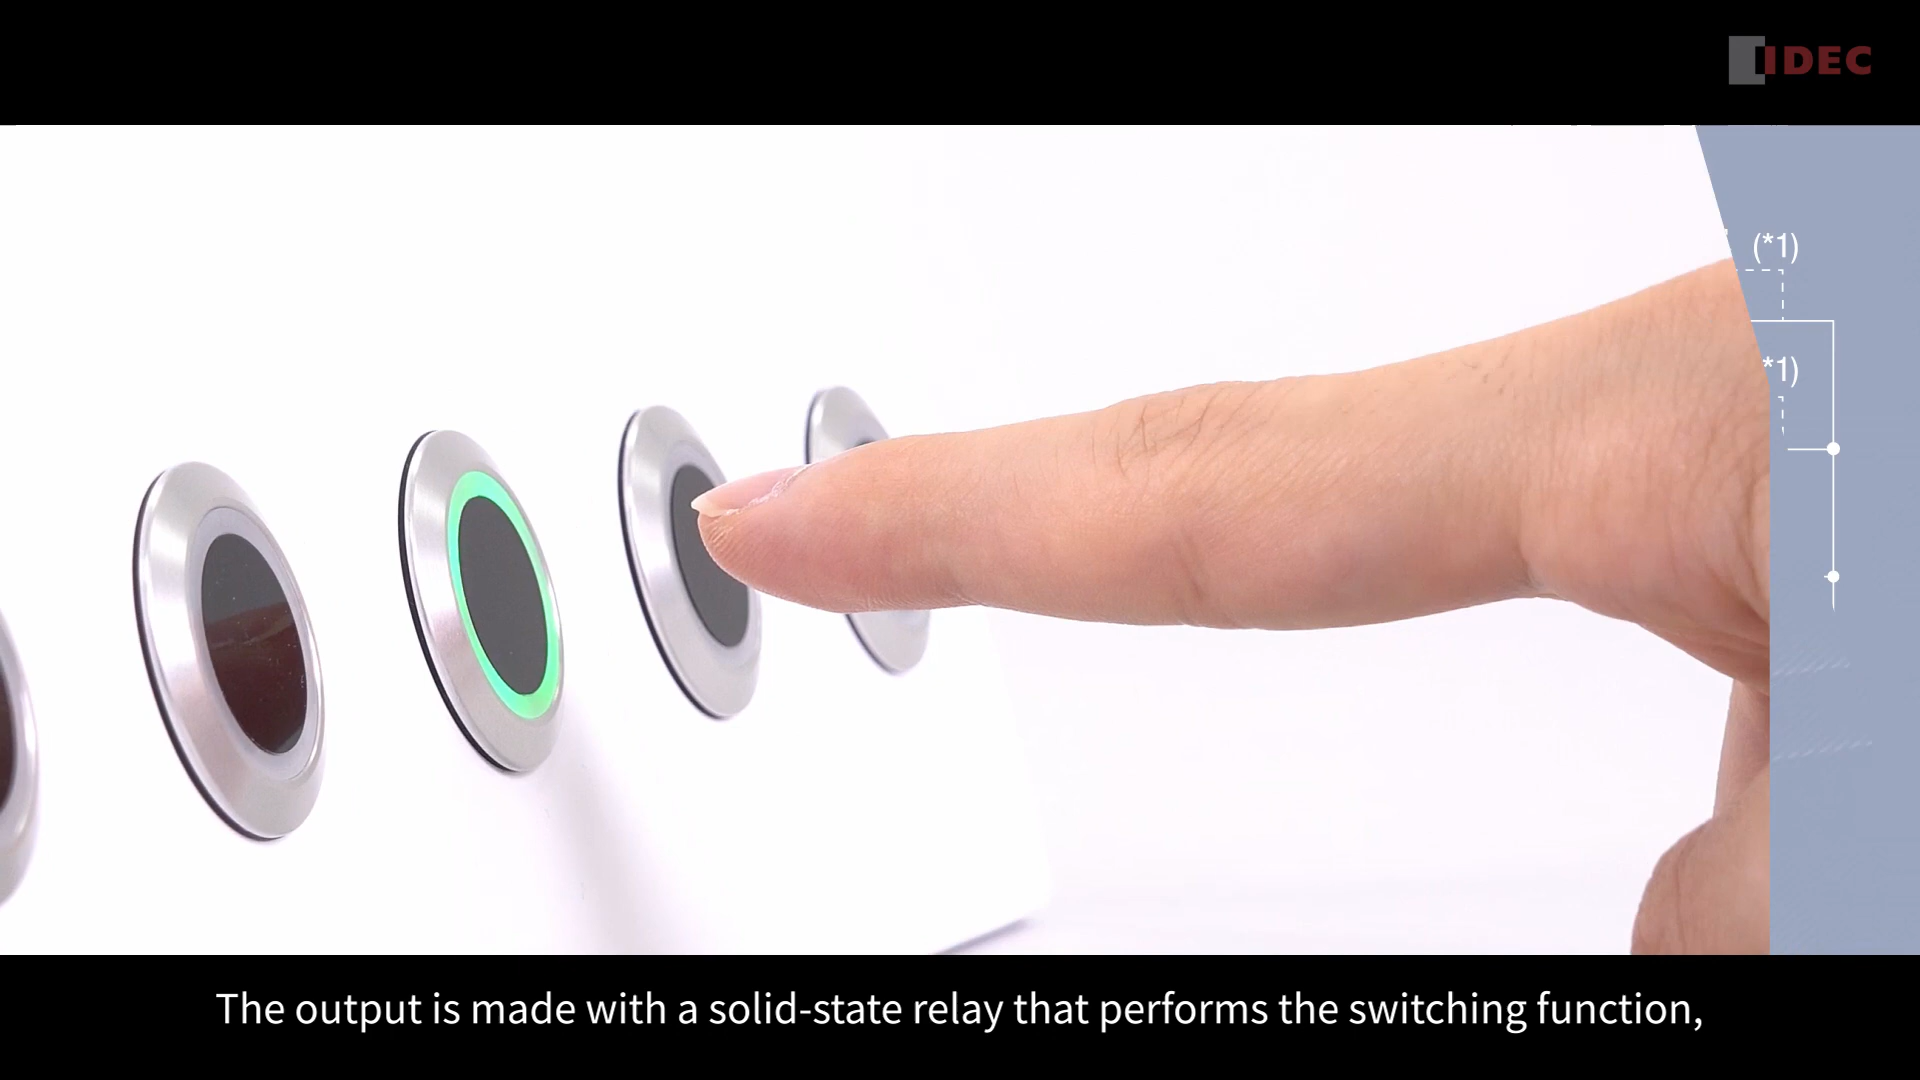 IDEC
(*1)
*1)
The output is made with a solid-state relay that performs the switching function,